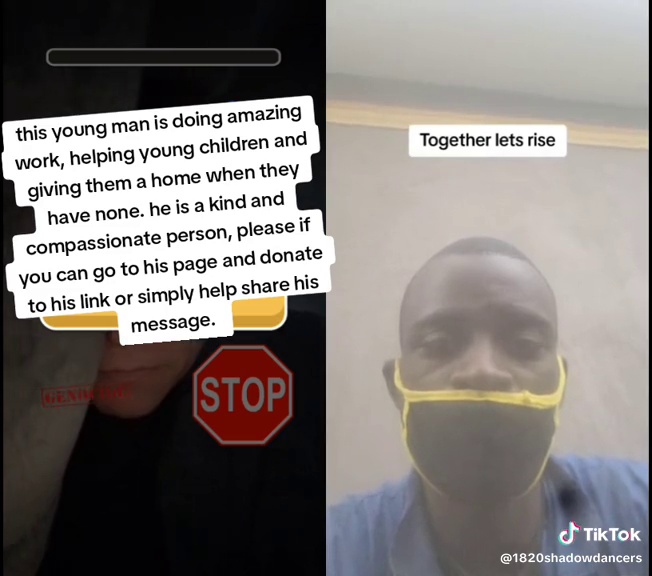 this young man is doing amazing
work, helping young children and
giving them a home when they
have none. he is a kind and
compassionate person, please if
you can go to his page and donate
to his link or simply help share his
message.
STOP
Together lets rise
TikTok
@1820shadowdancers